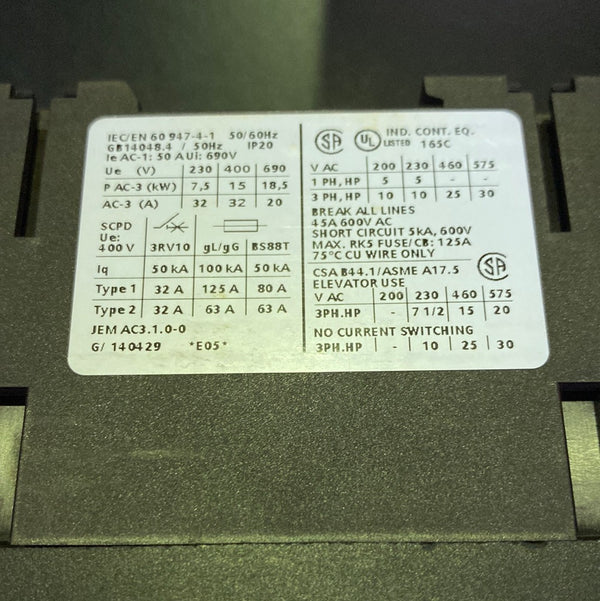 IEC/EN 60 947-4-1 50/60Hz
GB14048.4 / 50Hz IP20
Ie AC-1: 50 A Ui: 690V
Ue (V) 230 400 690
P AC-3 (kW) 7,5 15 18,5
AC-3 (A) 32 32 20
SCPD
Ue:
400 V 3RV10 gL/gG BS88T
Iq 50 kA 100 kA 50 kA
Type 1 32 A 125 A 80 A
Type 2 32 A 63 A 63 A
JEM AC3.1.0-0
G/ 140429 *E05*
SA UL LISTED IND. CONT. EQ.
165C
V AC 200 230 460 575
1 PH, HP 5 5 - -
3 PH, HP 10 10 25 30
BREAK ALL LINES
45A 600V AC
SHORT CIRCUIT 5kA, 600V
MAX. RK5 FUSE/CB: 125A
75°C CU WIRE ONLY
SA
CSA B44.1/ASME A17.5
ELEVATOR USE
V AC 200 230 460 575
3PH.HP - 7 1/2 15 20
NO CURRENT SWITCHING
3PH.HP - 10 25 30